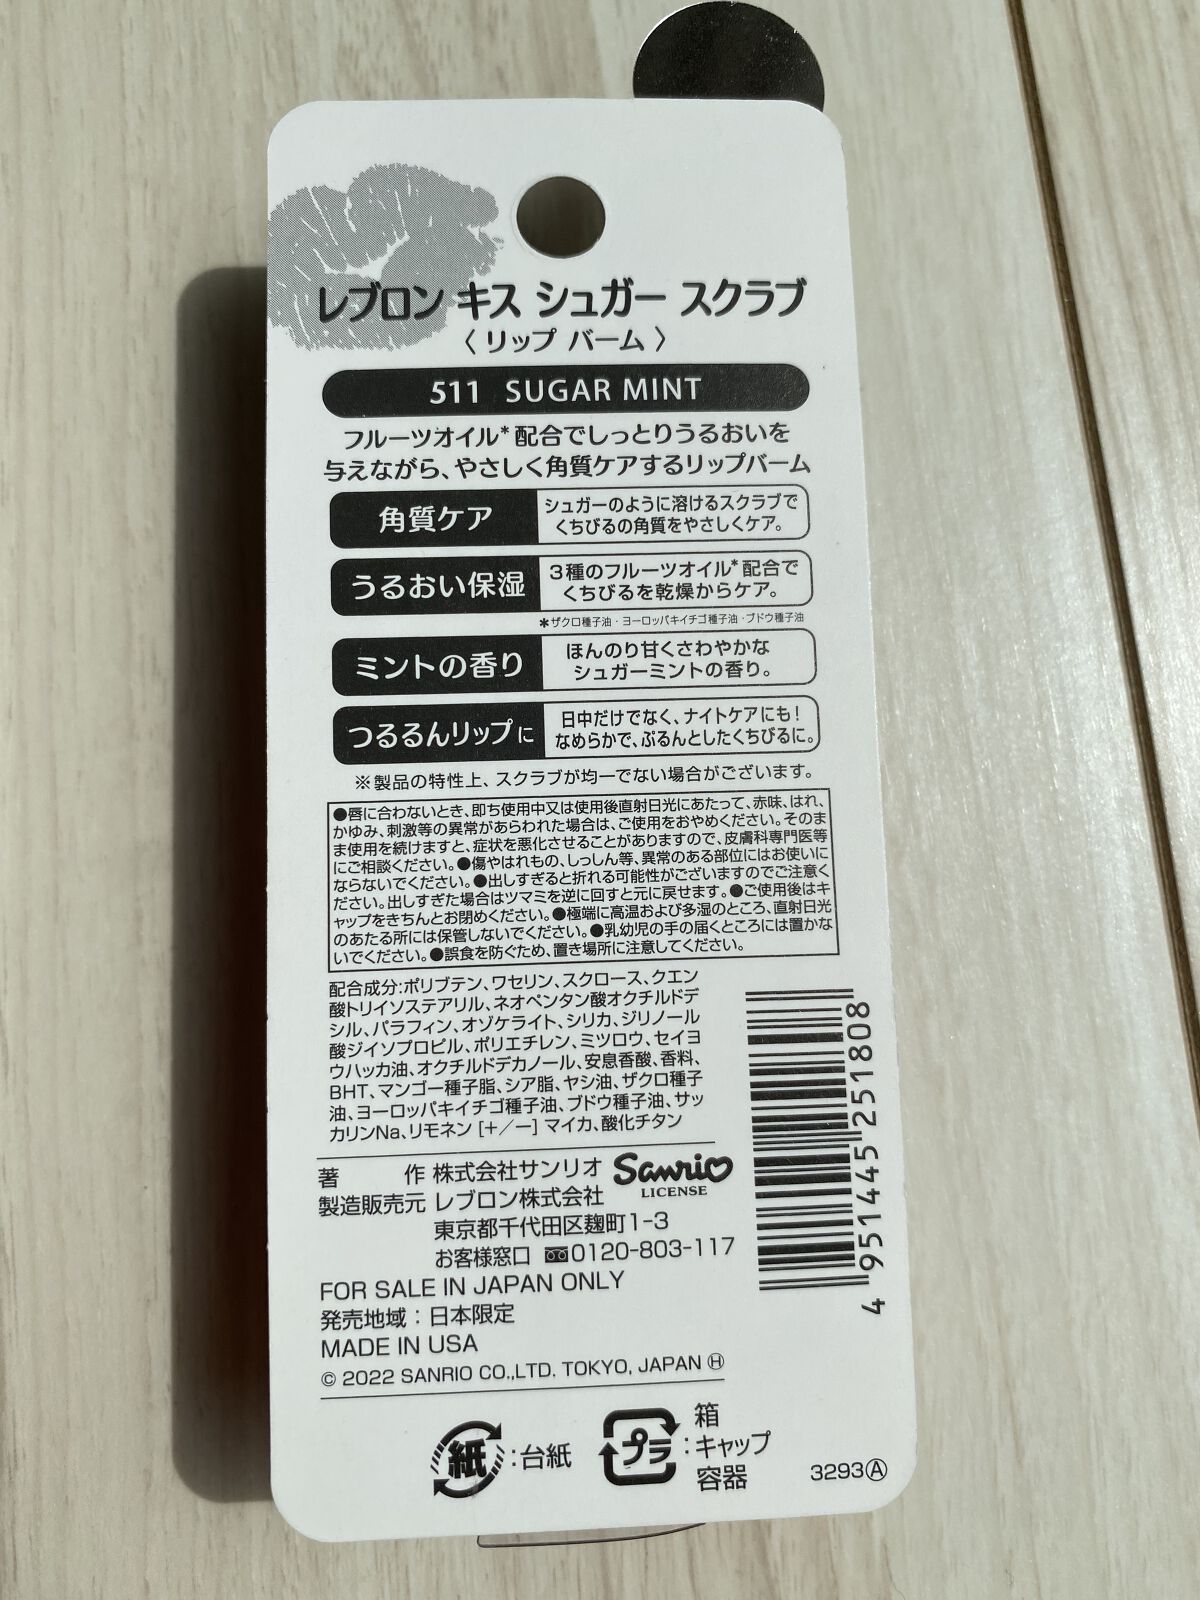 レブロン キス シュガー スクラブ
〈 リップ バーム 〉
511 SUGAR MINT
フルーツオイル*配合でしっとりうるおいを
与えながら、やさしく角質ケアするリップバーム
角質ケア
シュガーのように溶けるスクラブで
くちびるの角質をやさしくケア。
うるおい保湿
3種のフルーツオイル*配合で
くちびるを乾燥からケア。
*ザクロ種子油・ヨーロッパキイチゴ種子油・ブドウ種子油
ミントの香り
ほんのり甘くさわやかな
シュガーミントの香り。
つるるんリップに
日中だけでなく、ナイトケアにも!
なめらかで、ぷるんとしたくちびるに。
※製品の特性上、スクラブが均一でない場合がございます。
●唇に合わないとき、即ち使用中又は使用後直射日光にあたって、赤味、はれ、
かゆみ、刺激等の異常があらわれた場合は、ご使用をおやめください。そのま
ま使用を続けますと、症状を悪化させることがありますので、皮膚科専門医等
にご相談ください。●傷やはれもの、しっしん等、異常のある部位にはお使いに
ならないでください。●出しすぎると折れる可能性がございますのでご注意く
ださい。出しすぎた場合はツマミを逆に回すと元に戻せます。●ご使用後はキ
ャップをきちんとお閉めください。●極端に高温および多湿のところ、直射日光
のあたる所には保管しないでください。●乳幼児の手の届くところには置かな
いでください。●誤食を防ぐため、置き場所に注意してください。
配合成分:ポリブテン、ワセリン、スクロース、クエン
酸トリイソステアリル、ネオペンタン酸オクチルドデ
シル、パラフィン、オゾケライト、シリカ、ジリノール
酸ジイソプロピル、ポリエチレン、ミツロウ、セイヨ
ウハッカ油、オクチルドデカノール、安息香酸、香料、
BHT、マンゴー種子脂、シア脂、ヤシ油、ザクロ種子
油、ヨーロッパキイチゴ種子油、ブドウ種子油、サッ
カリンNa、リモネン [+/−] マイカ、酸化チタン
4951445251808
著 作 株式会社サンリオ
Sanrio
LICENSE
製造販売元 レブロン株式会社
東京都千代田区麹町1-3
お客様窓口 0120-803-117
FOR SALE IN JAPAN ONLY
発売地域：日本限定
MADE IN USA
© 2022 SANRIO CO.,LTD. TOKYO, JAPAN Ⓗ
紙:台紙
プラ:
箱
キャップ
容器
3293Ⓐ